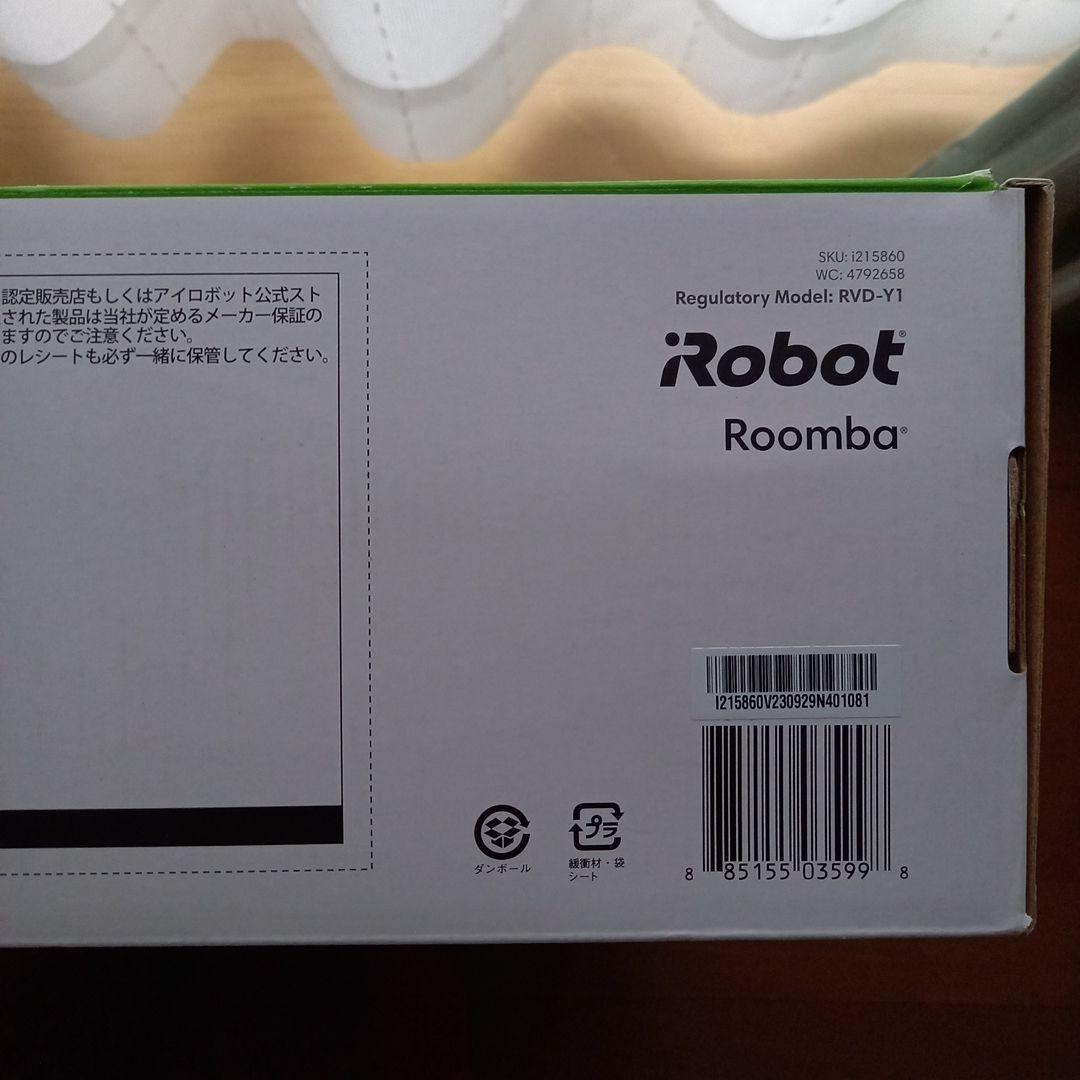 認定販売店もしくはアイロボット公式スト
された製品は当社が定めるメーカー保証の
ますのでご注意ください。
のレシートも必ず一緒に保管してください。
SKU: i215860
WC: 4792658
Regulatory Model: RVD-Y1
iRobot®
Roomba®
I215860V230929N401081
8 85155 03599 8
ダンボール
プラ
緩衝材・袋
シート